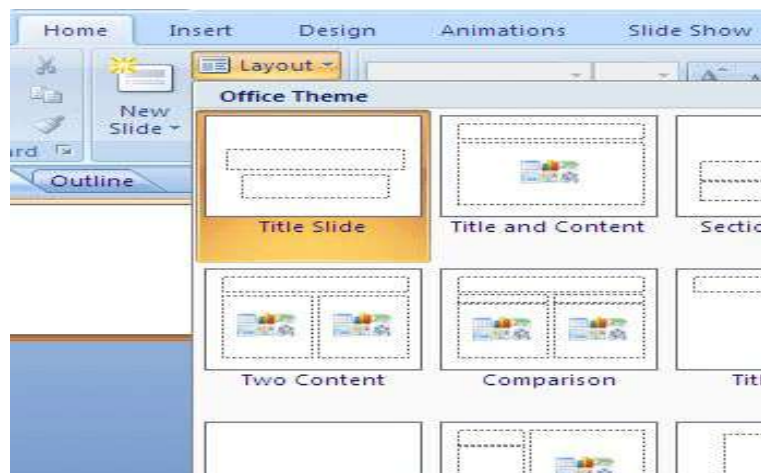 Home Insert Design Animations Slide Show
Layout
New
Slide
Office Theme
Outline
Title Slide Title and Content
Two Content Comparison